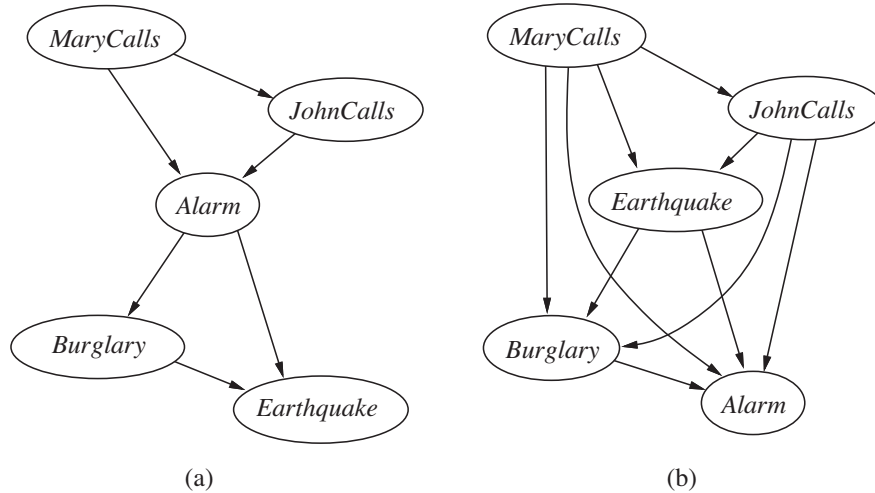 MaryCalls
JohnCalls
Alarm
Burglary
Earthquake
(a)
MaryCalls
JohnCalls
Earthquake
Burglary
Alarm
(b)